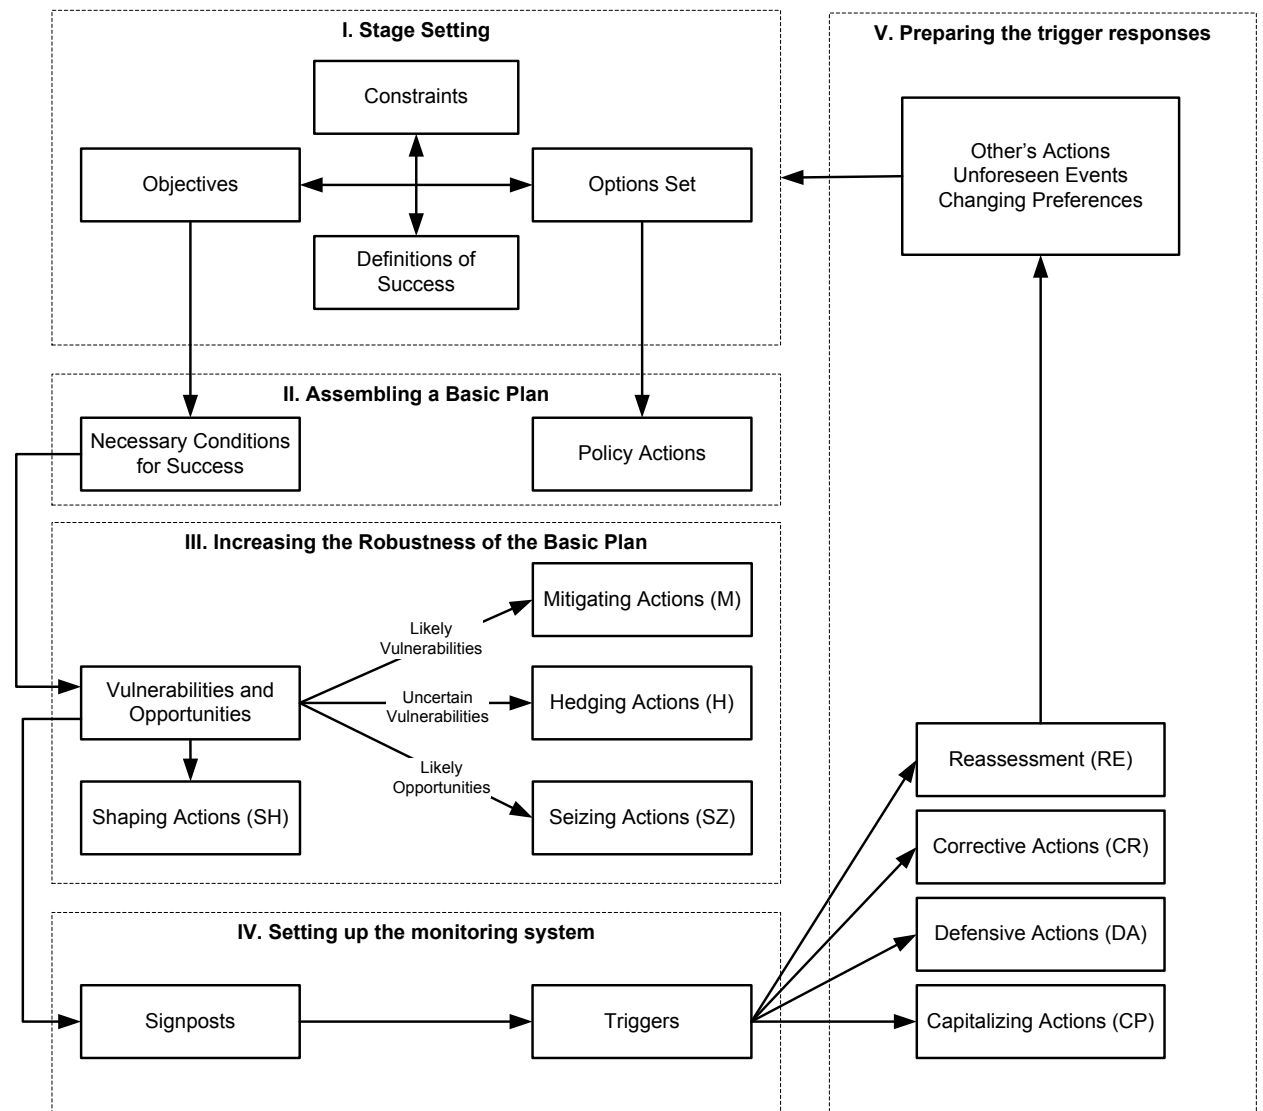 I. Stage Setting
Constraints
Objectives
Options Set
Definitions of
Success
II. Assembling a Basic Plan
Necessary Conditions
for Success
Policy Actions
III. Increasing the Robustness of the Basic Plan
Mitigating Actions (M)
Likely
Vulnerabilities
Vulnerabilities and
Opportunities
Uncertain
Vulnerabilities
Hedging Actions (H)
Likely
Opportunities
Shaping Actions (SH)
Seizing Actions (SZ)
IV. Setting up the monitoring system
Signposts
Triggers
V. Preparing the trigger responses
Other's Actions
Unforeseen Events
Changing Preferences
Reassessment (RE)
Corrective Actions (CR)
Defensive Actions (DA)
Capitalizing Actions (CP)